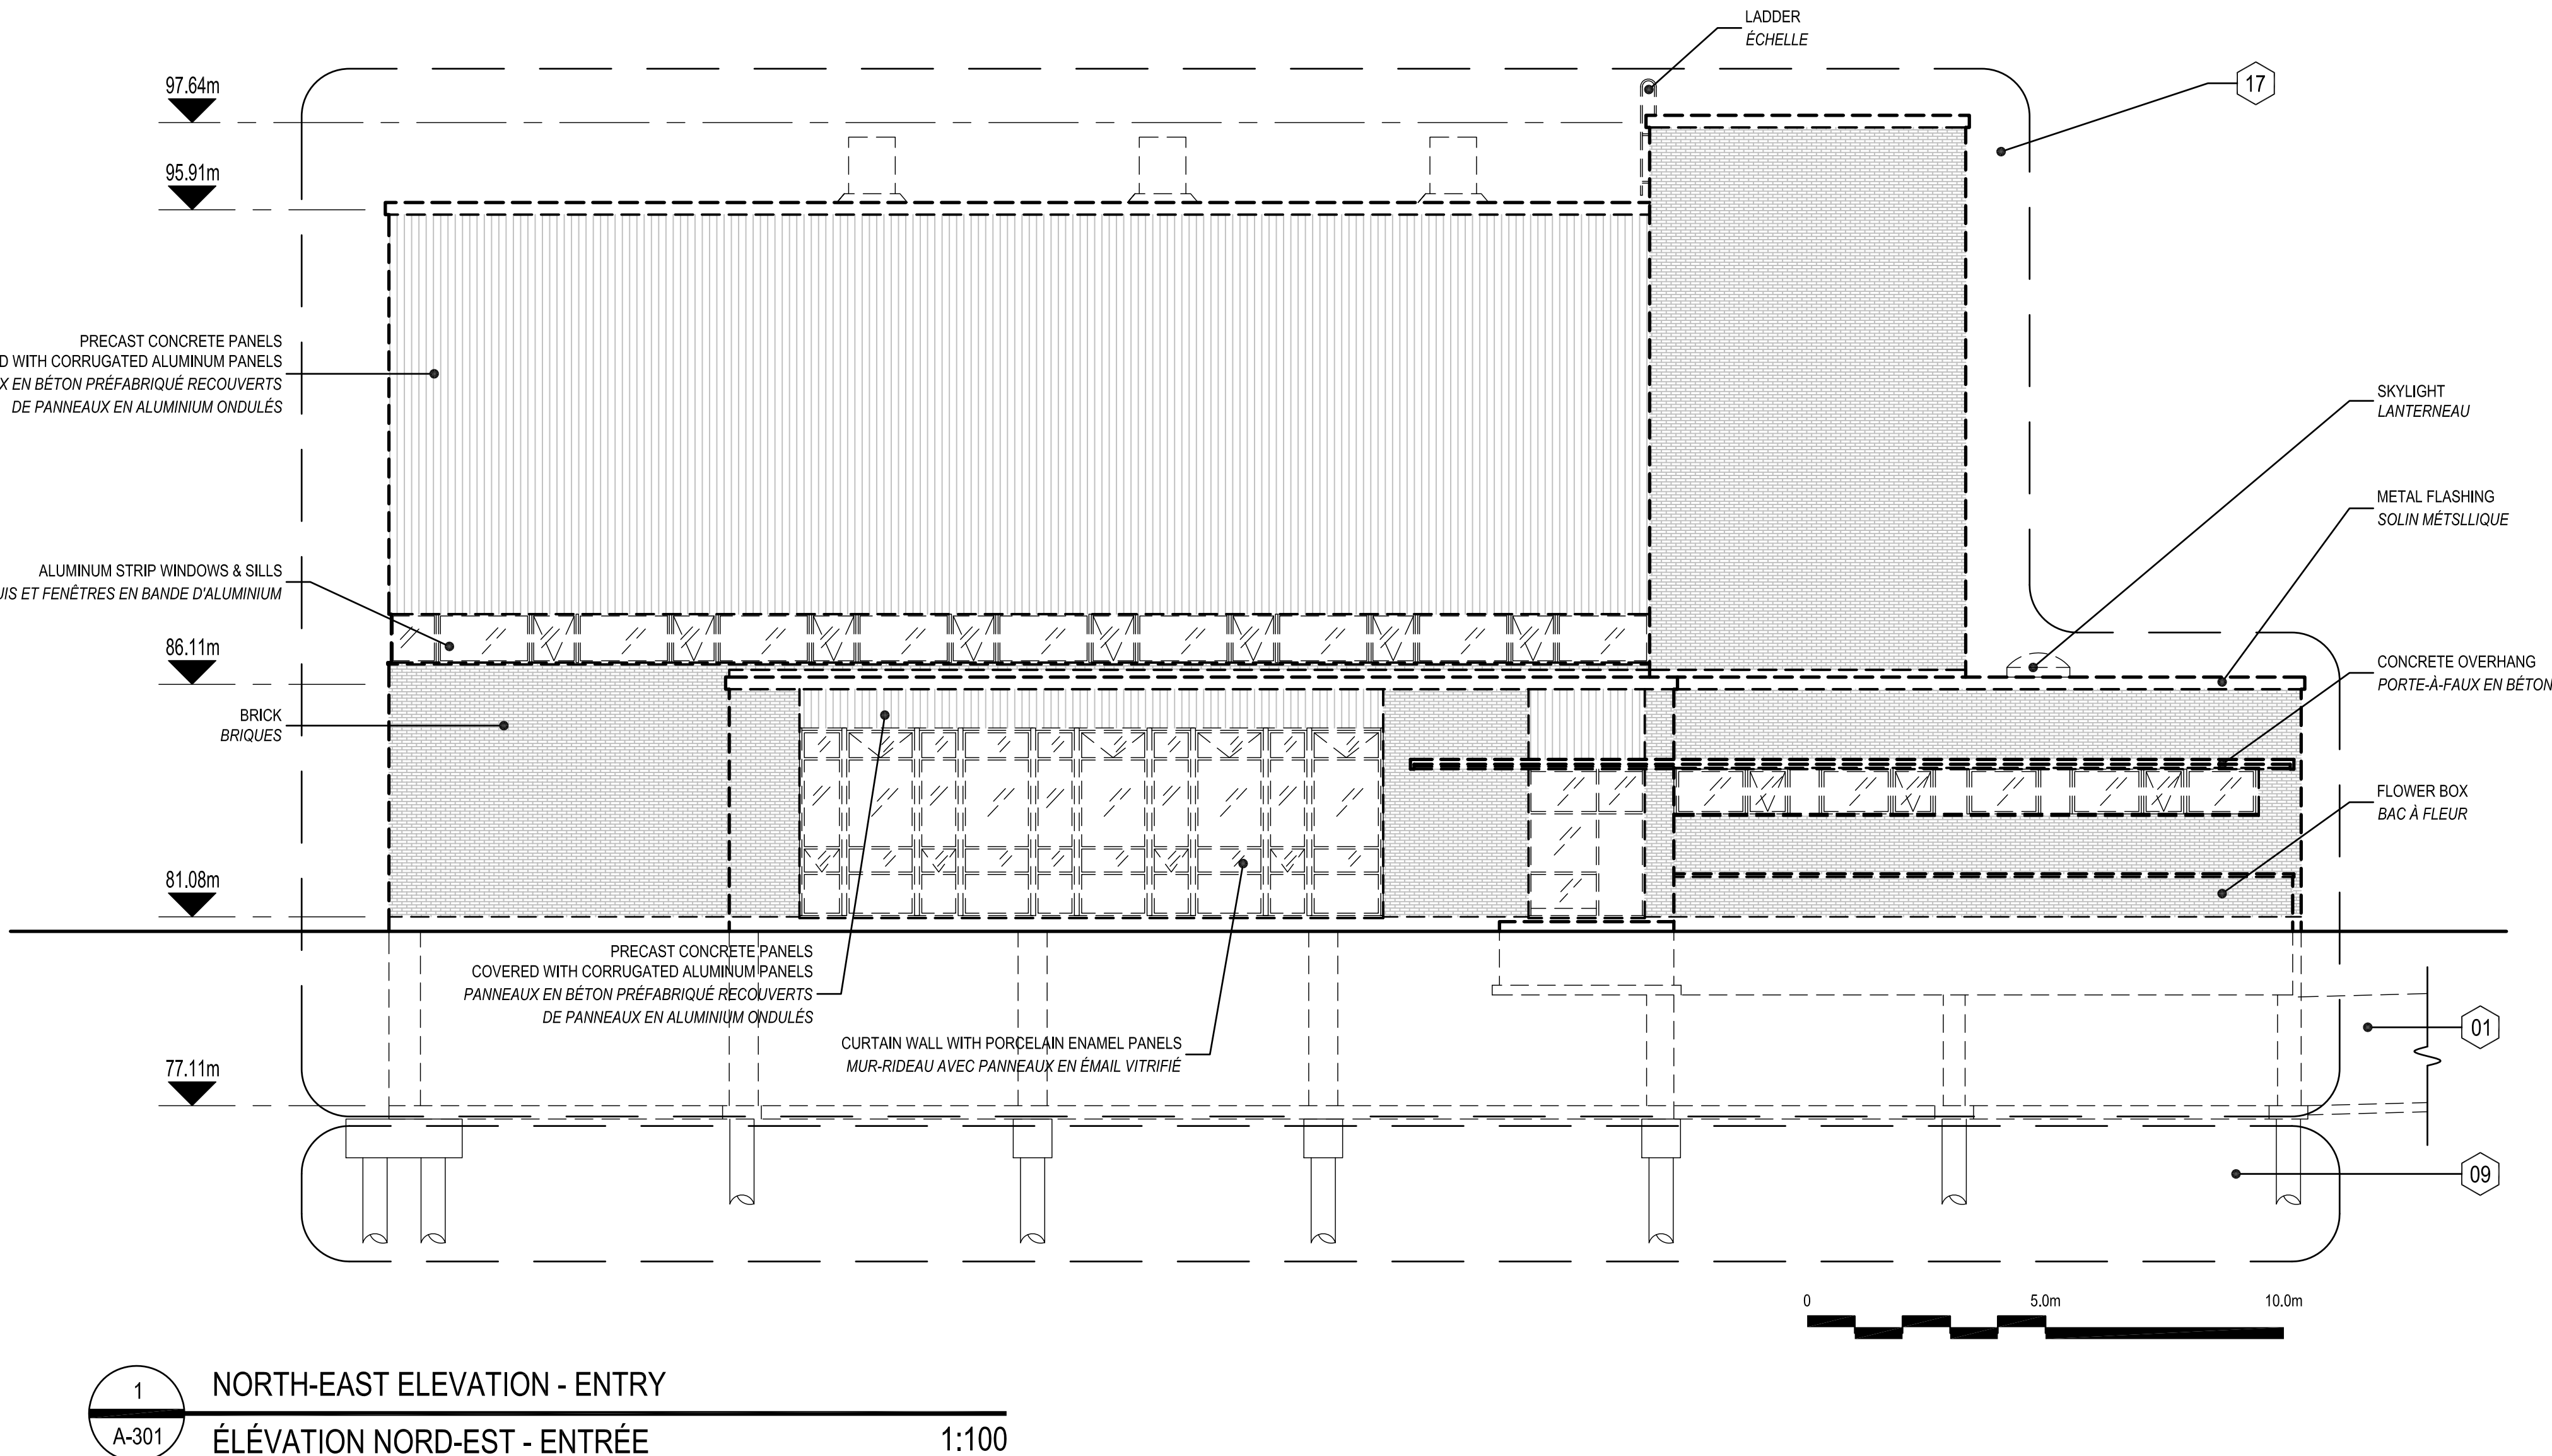 LADDER
ÉCHELLE
97.64m
17
95.91m
PRECAST CONCRETE PANELS
D WITH CORRUGATED ALUMINUM PANELS
X EN BÉTON PRÉFABRIQUÉ RECOUVERTS
DE PANNEAUX EN ALUMINIUM ONDULÉS
SKYLIGHT
LANTERNEAU
METAL FLASHING
SOLIN MÉTSLLIQUE
ALUMINUM STRIP WINDOWS & SILLS
UIS ET FENÊTRES EN BANDE D'ALUMINIUM
86.11m
CONCRETE OVERHANG
PORTE-À-FAUX EN BÉTON
BRICK
BRIQUES
FLOWER BOX
BAC À FLEUR
81.08m
PRECAST CONCRETE PANELS
COVERED WITH CORRUGATED ALUMINUM PANELS
PANNEAUX EN BÉTON PRÉFABRIQUÉ RECOUVERTS
DE PANNEAUX EN ALUMINIUM ONDULÉS
01
CURTAIN WALL WITH PORCELAIN ENAMEL PANELS
MUR-RIDEAU AVEC PANNEAUX EN ÉMAIL VITRIFIÉ
77.11m
09
0 5.0m 10.0m
1
NORTH-EAST ELEVATION - ENTRY
A-301
ÉLÉVATION NORD-EST - ENTRÉE 1:100